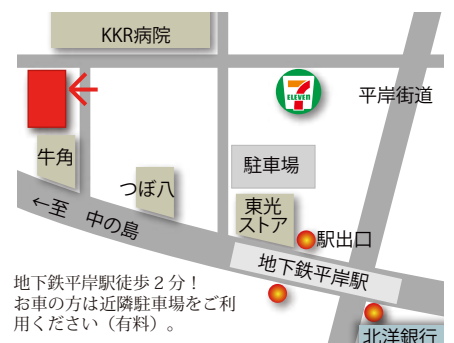 KKR病院
ELEVEN
平岸街道
牛角
つぼ八
駐車場
東光
ストア
←至 中の島
駅出口
地下鉄平岸駅
地下鉄平岸駅徒歩２分！
お車の方は近隣駐車場をご利
用ください（有料）。
北洋銀行